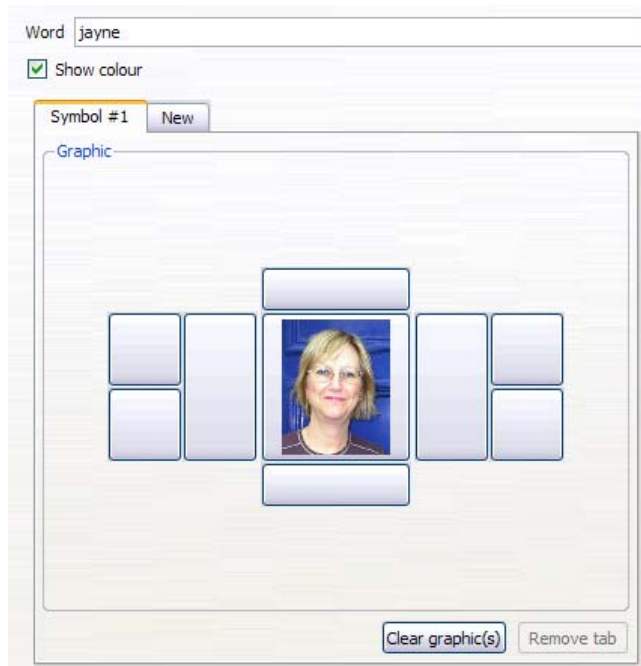 Word jayne
Show colour
Symbol #1 New
Graphic
Clear graphic(s) Remove tab